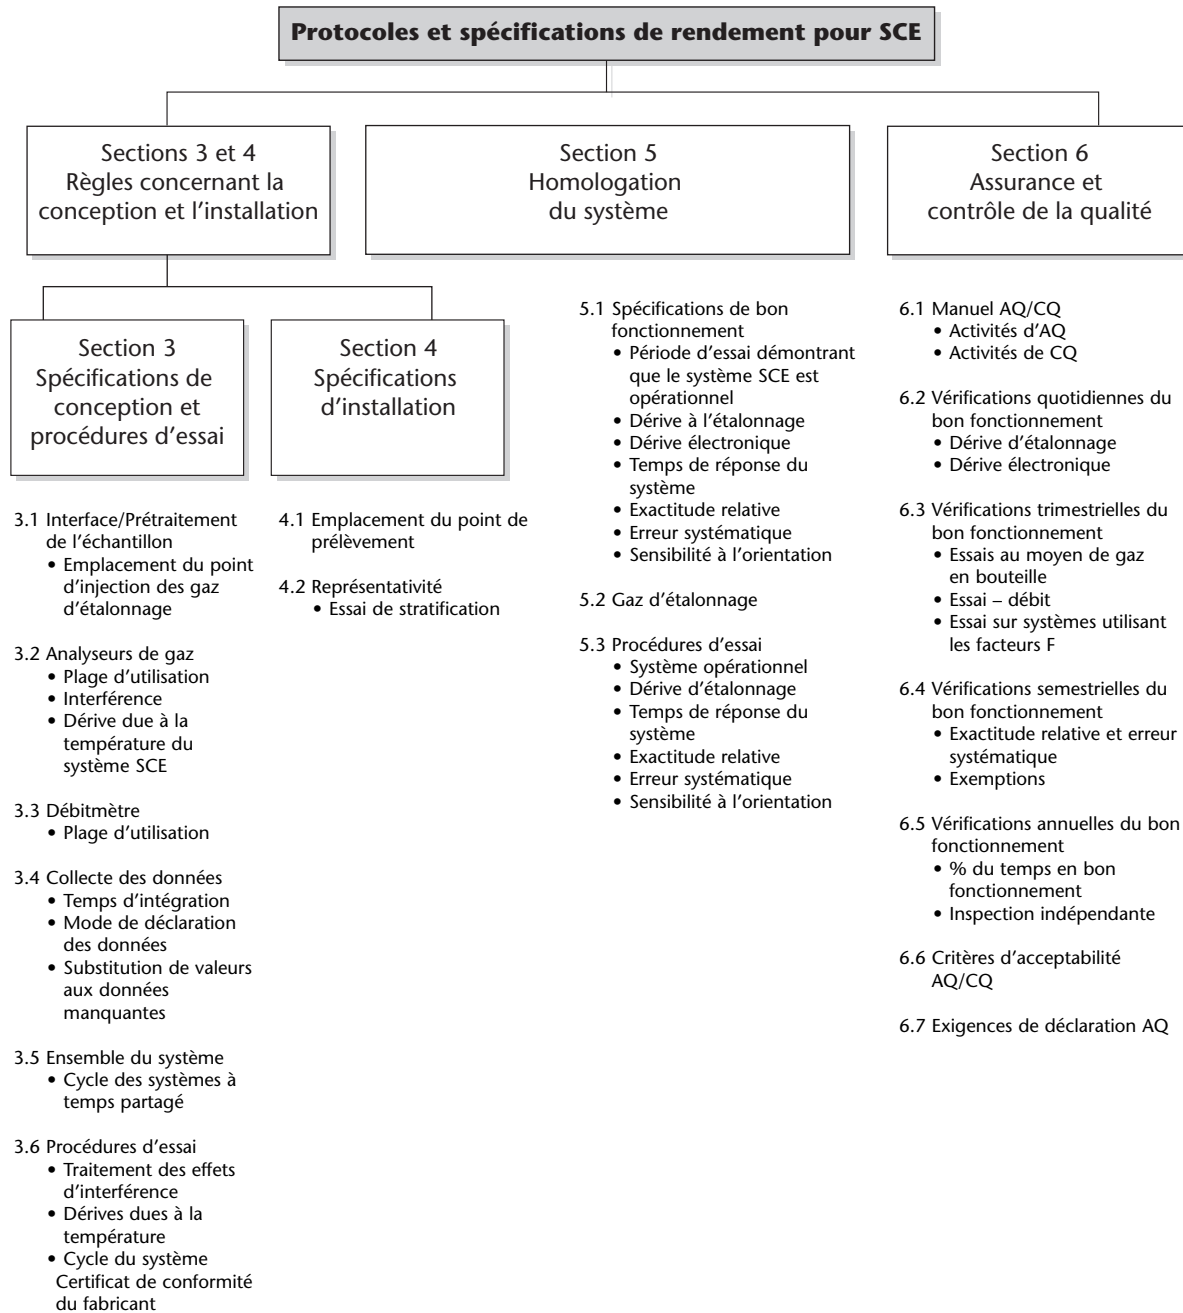 Protocoles et spécifications de rendement pour SCE
Sections 3 et 4
Règles concernant la
conception et l'installation
Section 5
Homologation
du système
Section 6
Assurance et
contrôle de la qualité
Section 3
Spécifications de
conception et
procédures d'essai
Section 4
Spécifications
d'installation
3.1 Interface/Prétraitement
de l'échantillon
• Emplacement du point
d'injection des gaz
d'étalonnage
3.2 Analyseurs de gaz
• Plage d'utilisation
• Interférence
• Dérive due à la
température du
système SCE
3.3 Débitmètre
• Plage d'utilisation
3.4 Collecte des données
• Temps d'intégration
• Mode de déclaration
des données
• Substitution de valeurs
aux données
manquantes
3.5 Ensemble du système
• Cycle des systèmes à
temps partagé
3.6 Procédures d'essai
• Traitement des effets
d'interférence
• Dérives dues à la
température
• Cycle du système
Certificat de conformité
du fabricant
4.1 Emplacement du point de
prélèvement
4.2 Représentativité
• Essai de stratification
5.1 Spécifications de bon
fonctionnement
• Période d'essai démontrant
que le système SCE est
opérationnel
• Dérive à l'étalonnage
• Dérive électronique
• Temps de réponse du
système
• Exactitude relative
• Erreur systématique
• Sensibilité à l'orientation
5.2 Gaz d'étalonnage
5.3 Procédures d'essai
• Système opérationnel
• Dérive d'étalonnage
• Temps de réponse du
système
• Exactitude relative
• Erreur systématique
• Sensibilité à l'orientation
6.1 Manuel AQ/CQ
• Activités d'AQ
• Activités de CQ
6.2 Vérifications quotidiennes du
bon fonctionnement
• Dérive d'étalonnage
• Dérive électronique
6.3 Vérifications trimestrielles du
bon fonctionnement
• Essais au moyen de gaz
en bouteille
• Essai – débit
• Essai sur systèmes utilisant
les facteurs F
6.4 Vérifications semestrielles du
bon fonctionnement
• Exactitude relative et erreur
systématique
• Exemptions
6.5 Vérifications annuelles du bon
fonctionnement
• % du temps en bon
fonctionnement
• Inspection indépendante
6.6 Critères d'acceptabilité
AQ/CQ
6.7 Exigences de déclaration AQ